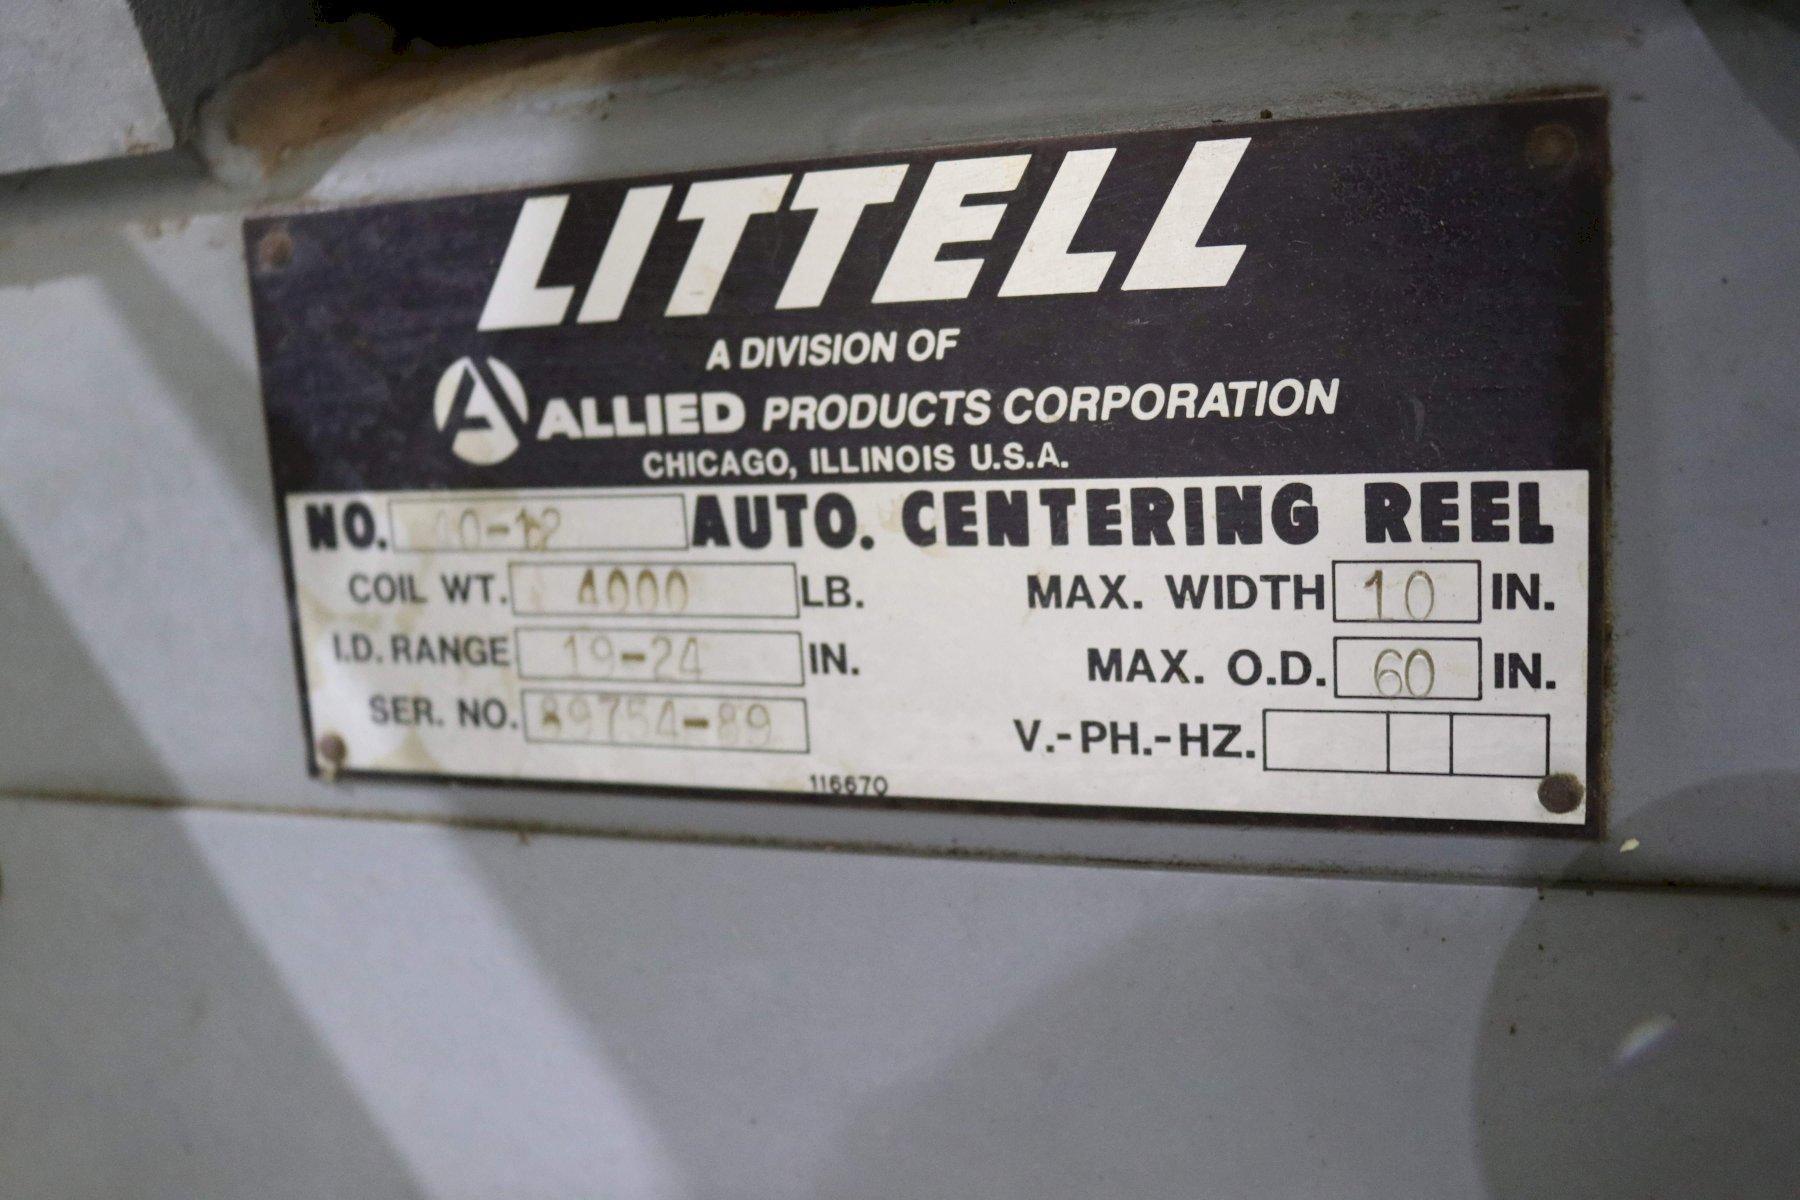 LITTELL
A DIVISION OF
ALLIED PRODUCTS CORPORATION
CHICAGO, ILLINOIS U.S.A.
NO. AUTO. CENTERING REEL
COIL WT. 4000 LB. MAX. WIDTH 10 IN.
I.D. RANGE 19-24 IN. MAX. O.D. 60 IN.
SER. NO. 89754-89 V.-PH.-HZ.
116670